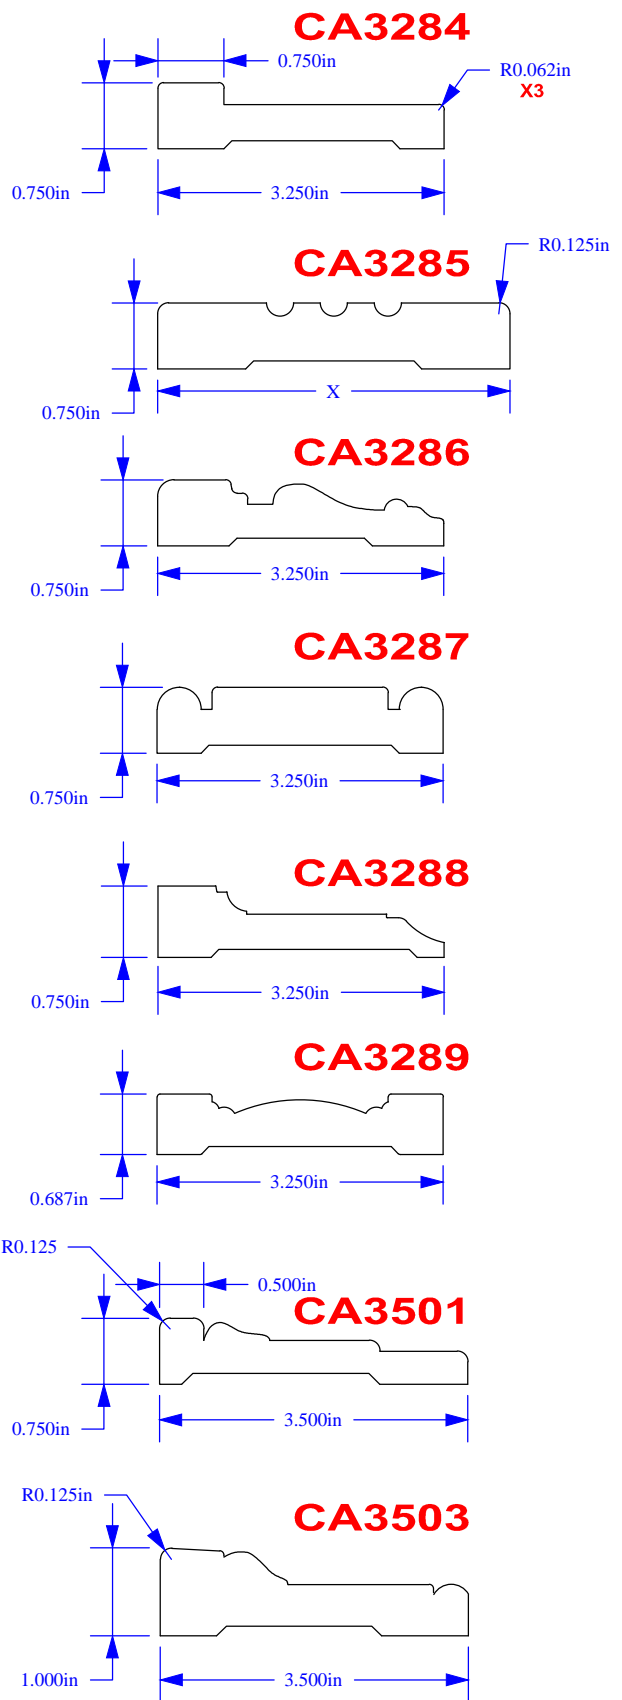 CA3284
0.750in
R0.062in
X3
0.750in
3.250in
CA3285
R0.125in
X
0.750in
CA3286
3.250in
0.750in
CA3287
3.250in
0.750in
CA3288
3.250in
0.750in
CA3289
3.250in
0.687in
R0.125
0.500in
CA3501
3.500in
0.750in
R0.125in
CA3503
1.000in
3.500in